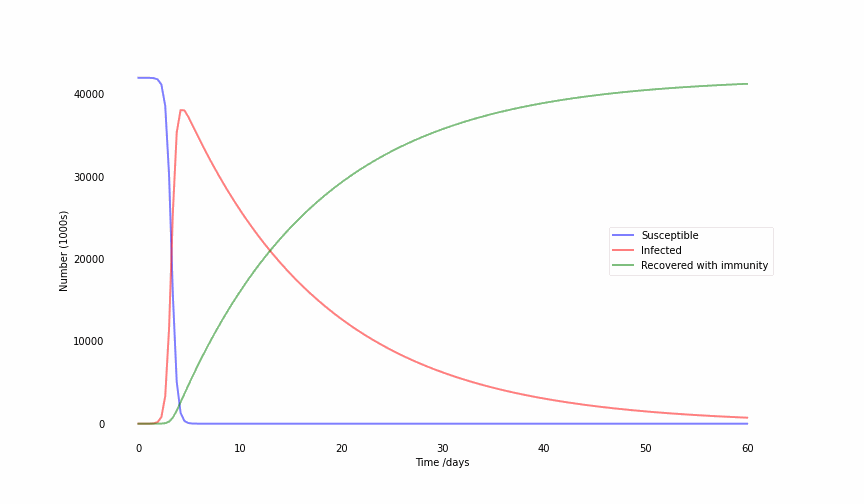 40000
30000
20000
10000
0
Number (1000s)
Susceptible
Infected
Recovered with immunity
0 10 20 30 40 50 60
Time /days